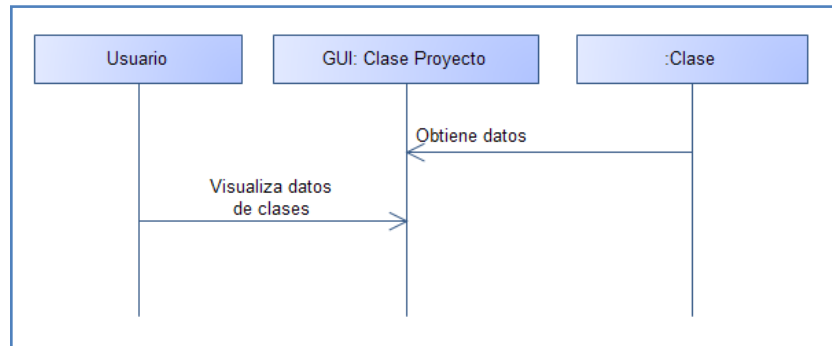 Usuario
GUI: Clase Proyecto
:Clase
Obtiene datos
Visualiza datos
de clases